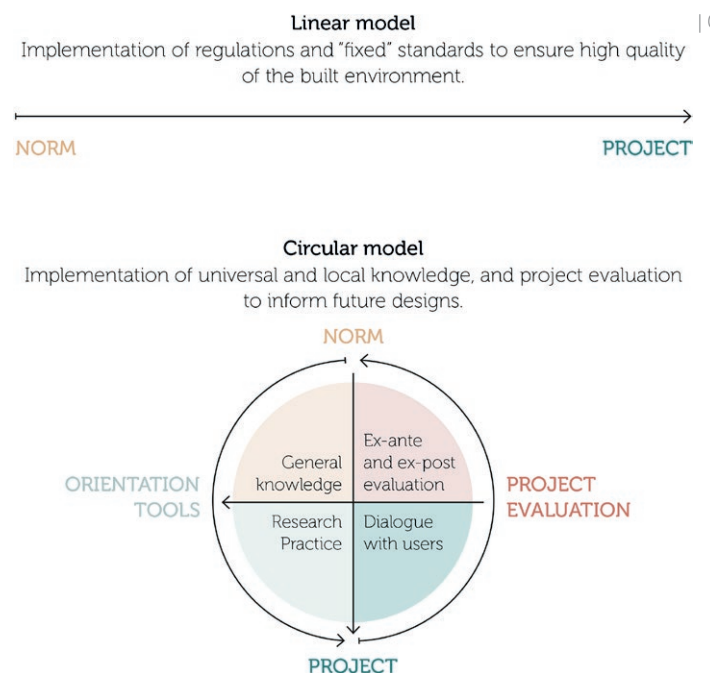 Linear model
Implementation of regulations and "fixed" standards to ensure high quality
of the built environment.
NORM
PROJECT
Circular model
Implementation of universal and local knowledge, and project evaluation
to inform future designs.
NORM
ORIENTATION
TOOLS
General
knowledge
Ex-ante
and ex-post
evaluation
Research
Practice
Dialogue
with users
PROJECT
EVALUATION
PROJECT